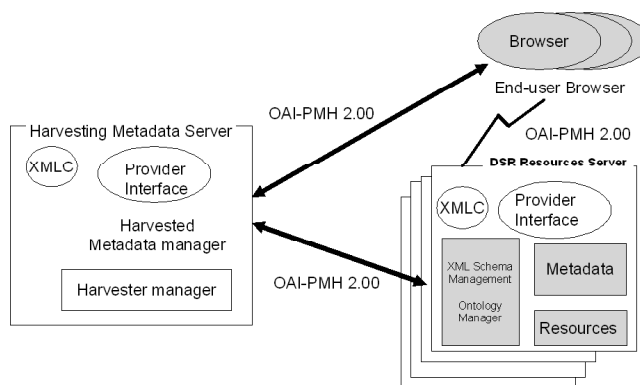 Browser
End-user Browser
OAI-PMH 2.00
OAI-PMH 2.00
Harvesting Metadata Server
XMLC
Provider
Interface
Harvested
Metadata manager
Harvester manager
OAI-PMH 2.00
DSR Resources Server
XMLC
Provider
Interface
XML Schema
Management
Ontology
Manager
Metadata
Resources